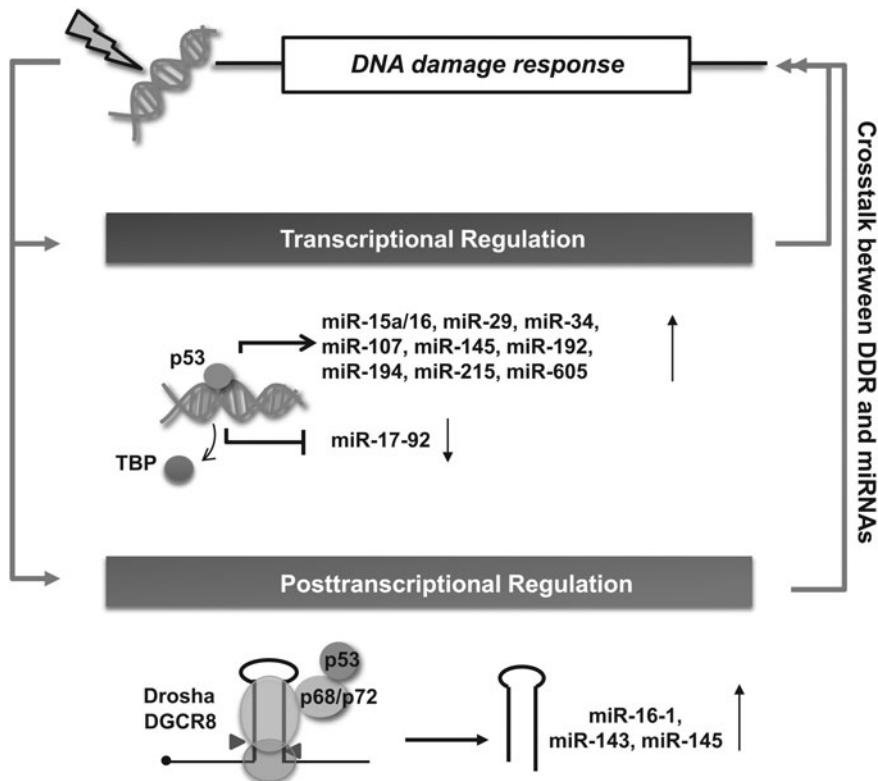 DNA damage response
Transcriptional Regulation
miR-15a/16, miR-29, miR-34,
miR-107, miR-145, miR-192,
miR-194, miR-215, miR-605
p53
miR-17-92
TBP
Posttranscriptional Regulation
p53
p68/p72
Drosha
DGCR8
miR-16-1,
miR-143, miR-145
Crosstalk between DDR and miRNAs